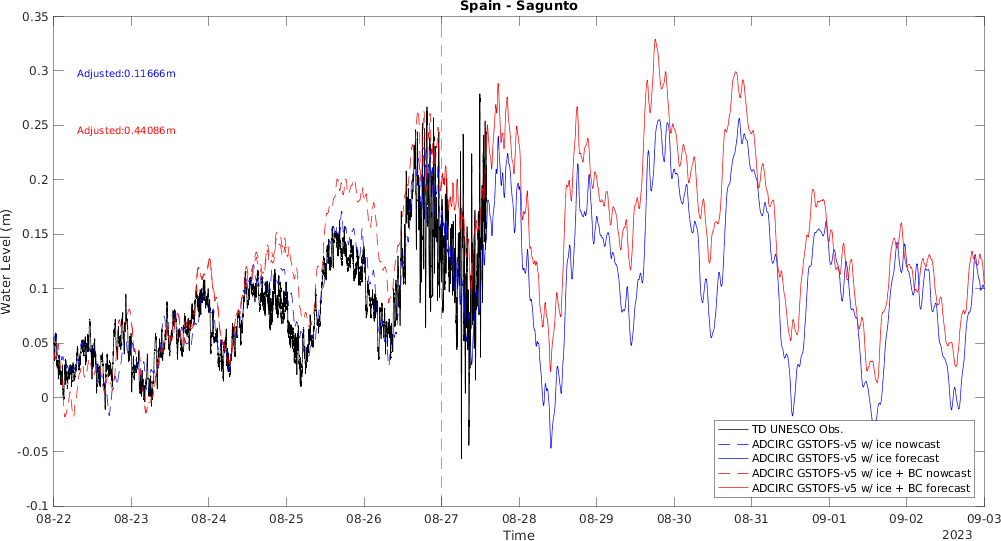 Spain - Sagunto
0.35
0.3
0.25
0.2
0.15
0.1
0.05
0
-0.05
-0.1
Water Level (m)
Adjusted:0.11666m
Adjusted:0.44086m
TD UNESCO Obs.
ADCIRC GSTOFS-v5 w/ ice nowcast
ADCIRC GSTOFS-v5 w/ ice forecast
ADCIRC GSTOFS-v5 w/ ice + BC nowcast
ADCIRC GSTOFS-v5 w/ ice + BC forecast
08-22 08-23 08-24 08-25 08-26 08-27 08-28 08-29 08-30 08-31 09-01 09-02 09-03
Time
2023